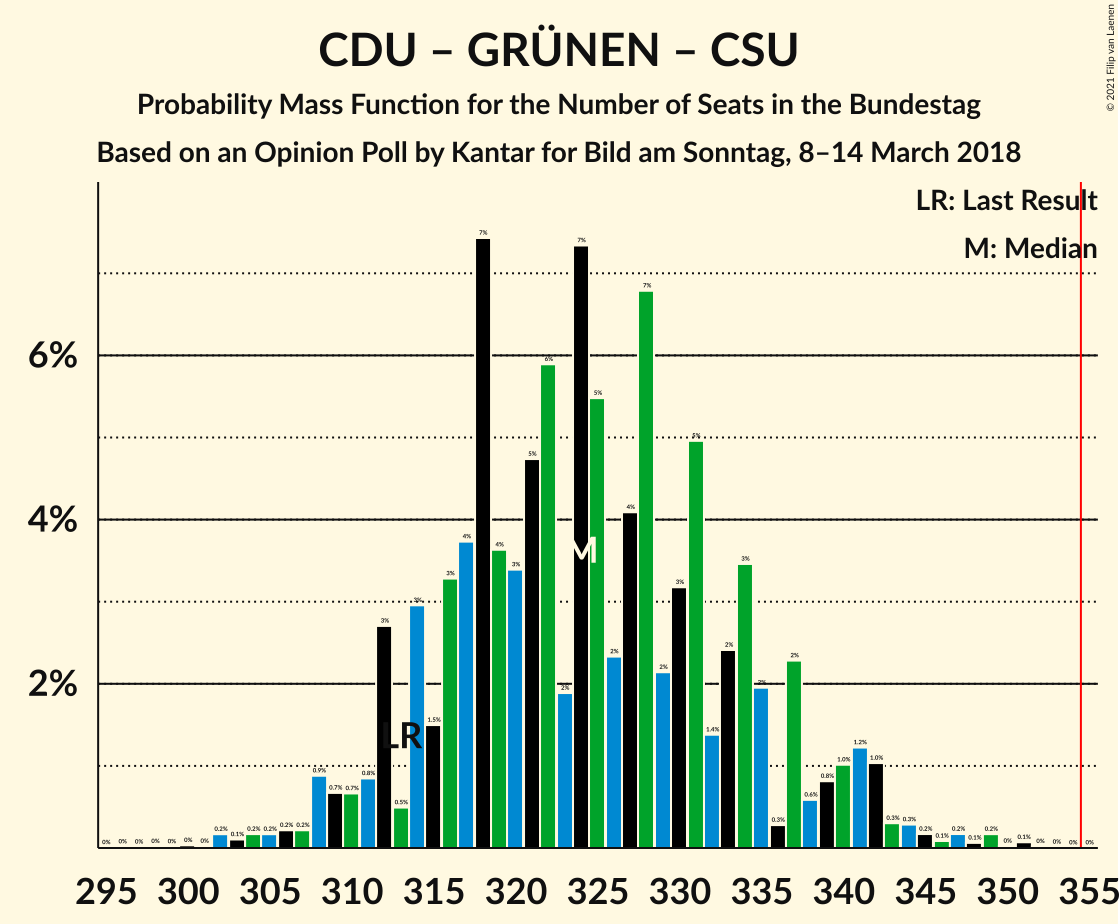 CDU – GRÜNEN – CSU
Probability Mass Function for the Number of Seats in the Bundestag
Based on an Opinion Poll by Kantar for Bild am Sonntag, 8–14 March 2018
© 2021 Filip van Laenen
LR: Last Result
M: Median
6%
4%
2%
0% 0% 0% 0% 0% 0% 0% 0.2% 0.1% 0.2% 0.2% 0.2% 0.2% 0.9% 0.7% 0.7% 0.8% 3% 0.5% 3% 1.5% 3% 4% 7% 4% 3% 5% 6% 2% 7% 5% 2% 4% 7% 2% 3% 5% 1.4% 2% 3% 2% 0.3% 2% 0.6% 0.8% 1.0% 1.2% 1.0% 0.3% 0.3% 0.2% 0.1% 0.2% 0.1% 0.2% 0% 0.1% 0% 0% 0% 0%
LR
M
295 300 305 310 315 320 325 330 335 340 345 350 355